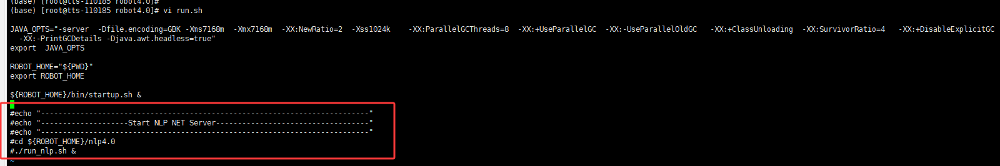 (base) [root@tts-110185 robot4.0]#
(base) [root@tts-110185 robot4.0]# vi run.sh
JAVA_OPTS="-server  -Dfile.encoding=GBK -Xms7168m  -Xmx7168m  -XX:NewRatio=2  -Xss1024k    -XX:ParallelGCThreads=8  -XX:+UseParallelGC  -XX:-UseParallelOldGC   -XX:+ClassUnloading  -XX:SurvivorRatio=4   -XX:+DisableExplicitGC
  -XX:-PrintGCDetails -Djava.awt.headless=true"
export  JAVA_OPTS
ROBOT_HOME="${PWD}"
export ROBOT_HOME
${ROBOT_HOME}/bin/startup.sh &
#echo "---------------------------------------------------------------------------"
#echo "--------------------Start NLP NET Server-----------------------------------"
#echo "---------------------------------------------------------------------------"
#cd ${ROBOT_HOME}/nlp4.0
#./run_nlp.sh &
~